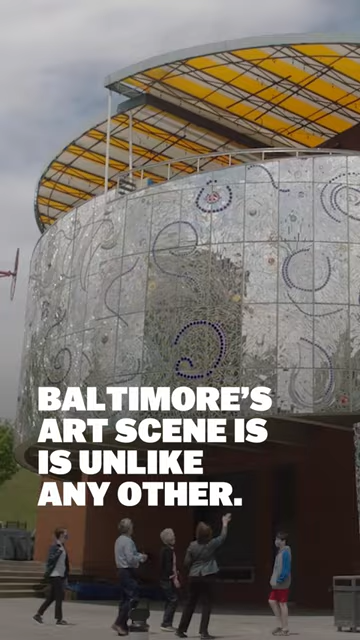 BALTIMORE’S
ART SCENE IS
IS UNLIKE
ANY OTHER.